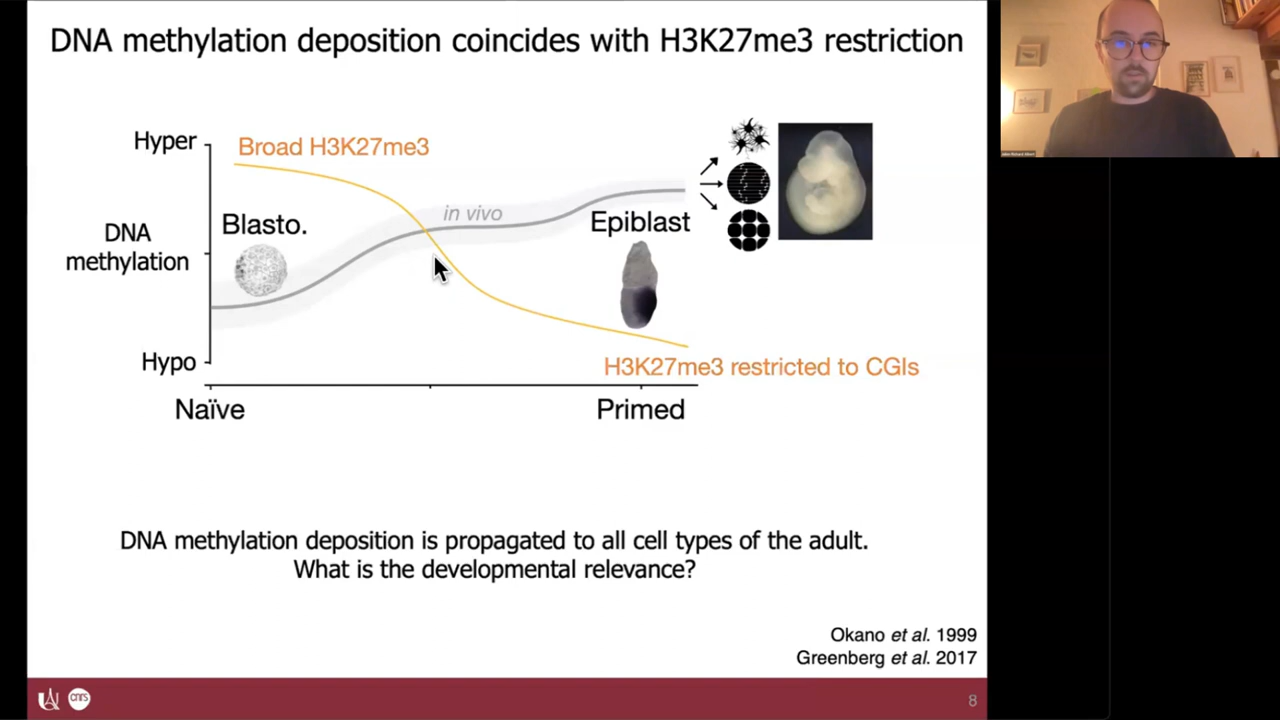 DNA methylation deposition coincides with H3K27me3 restriction
Hyper
Broad H3K27me3
DNA
methylation
Blasto.
in vivo
Epiblast
Hypo
H3K27me3 restricted to CGIs
Naïve
Primed
DNA methylation deposition is propagated to all cell types of the adult.
What is the developmental relevance?
Okano et al. 1999
Greenberg et al. 2017
cnrs
8